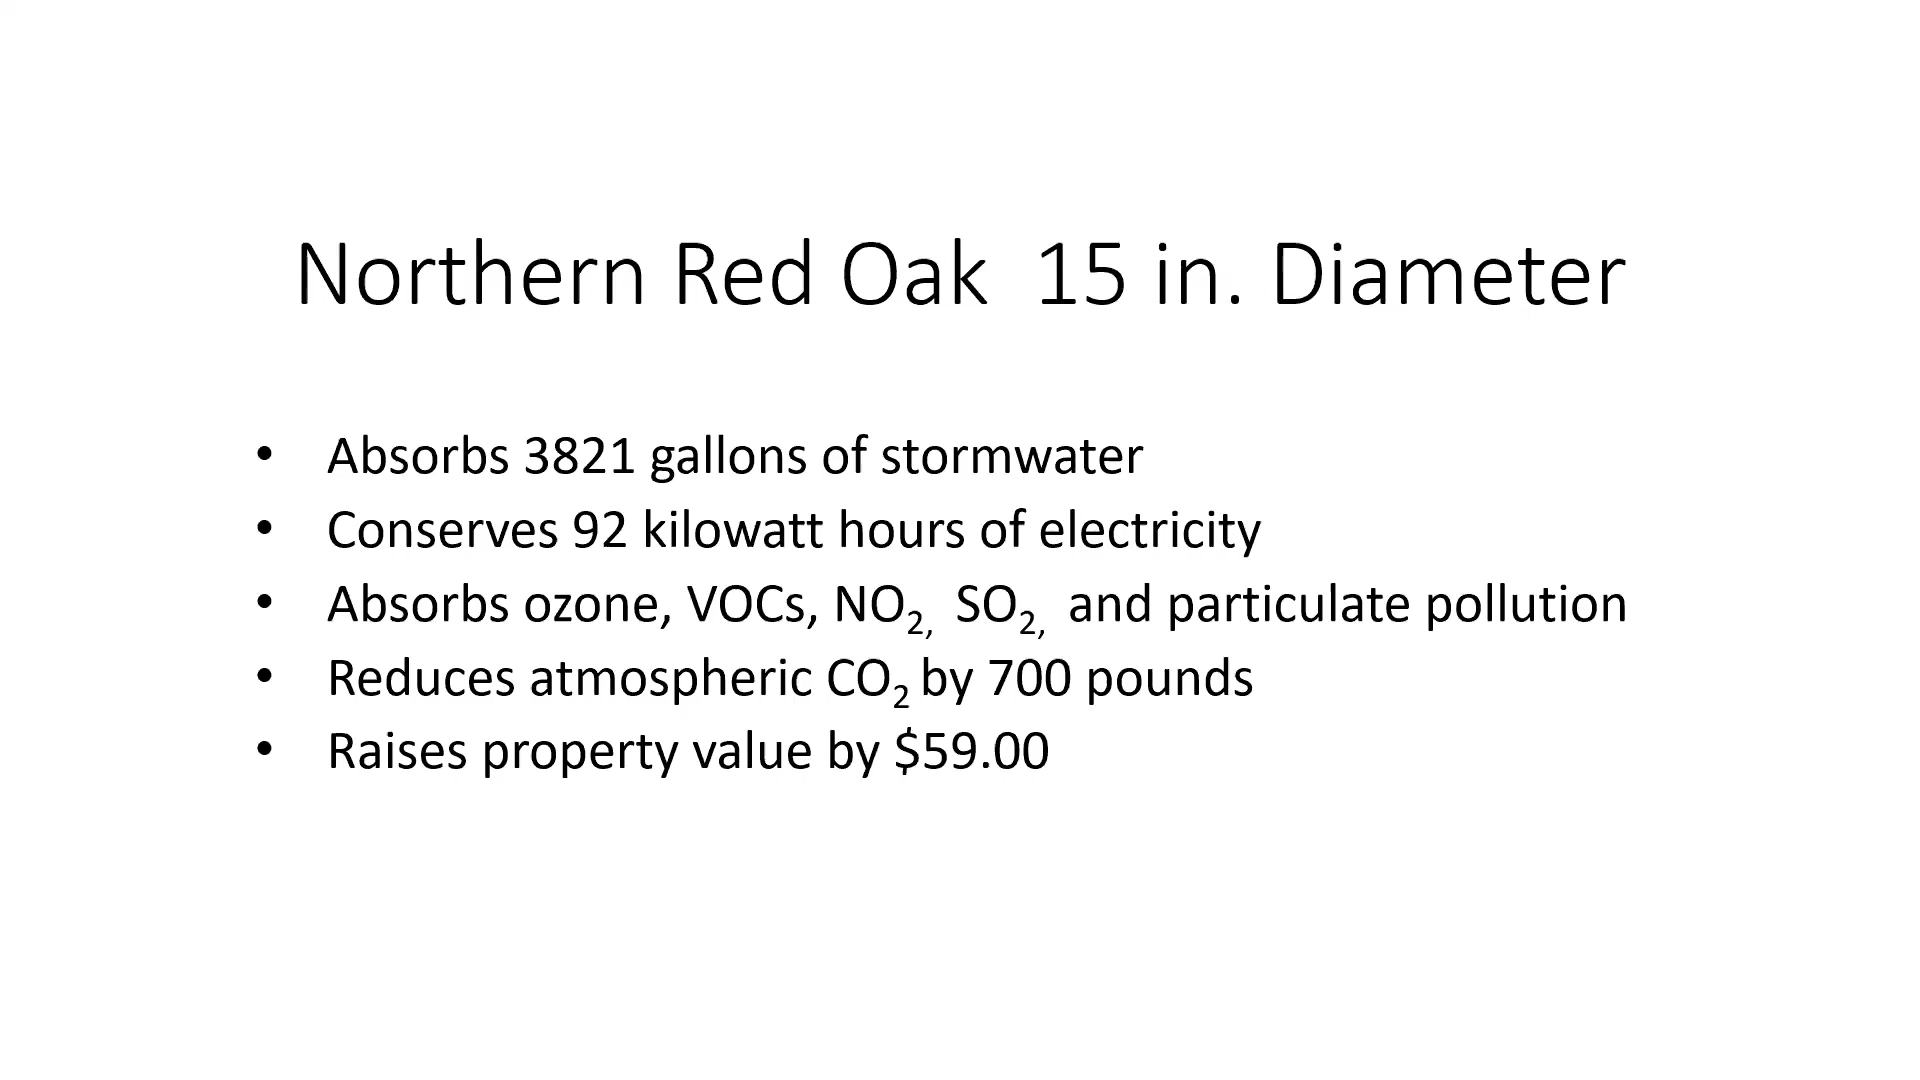 Northern Red Oak  15 in. Diameter
• Absorbs 3821 gallons of stormwater
• Conserves 92 kilowatt hours of electricity
• Absorbs ozone, VOCs, NO₂, SO₂, and particulate pollution
• Reduces atmospheric CO₂ by 700 pounds
• Raises property value by $59.00